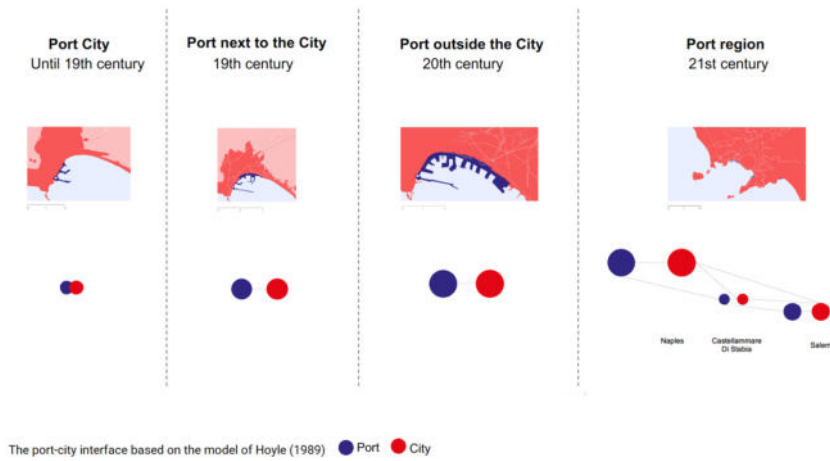 Port City
Until 19th century
Port next to the City
19th century
Port outside the City
20th century
Port region
21st century
Naples
Castellammare
Di Stabia
Salern
The port-city interface based on the model of Hoyle (1989)
Port
City